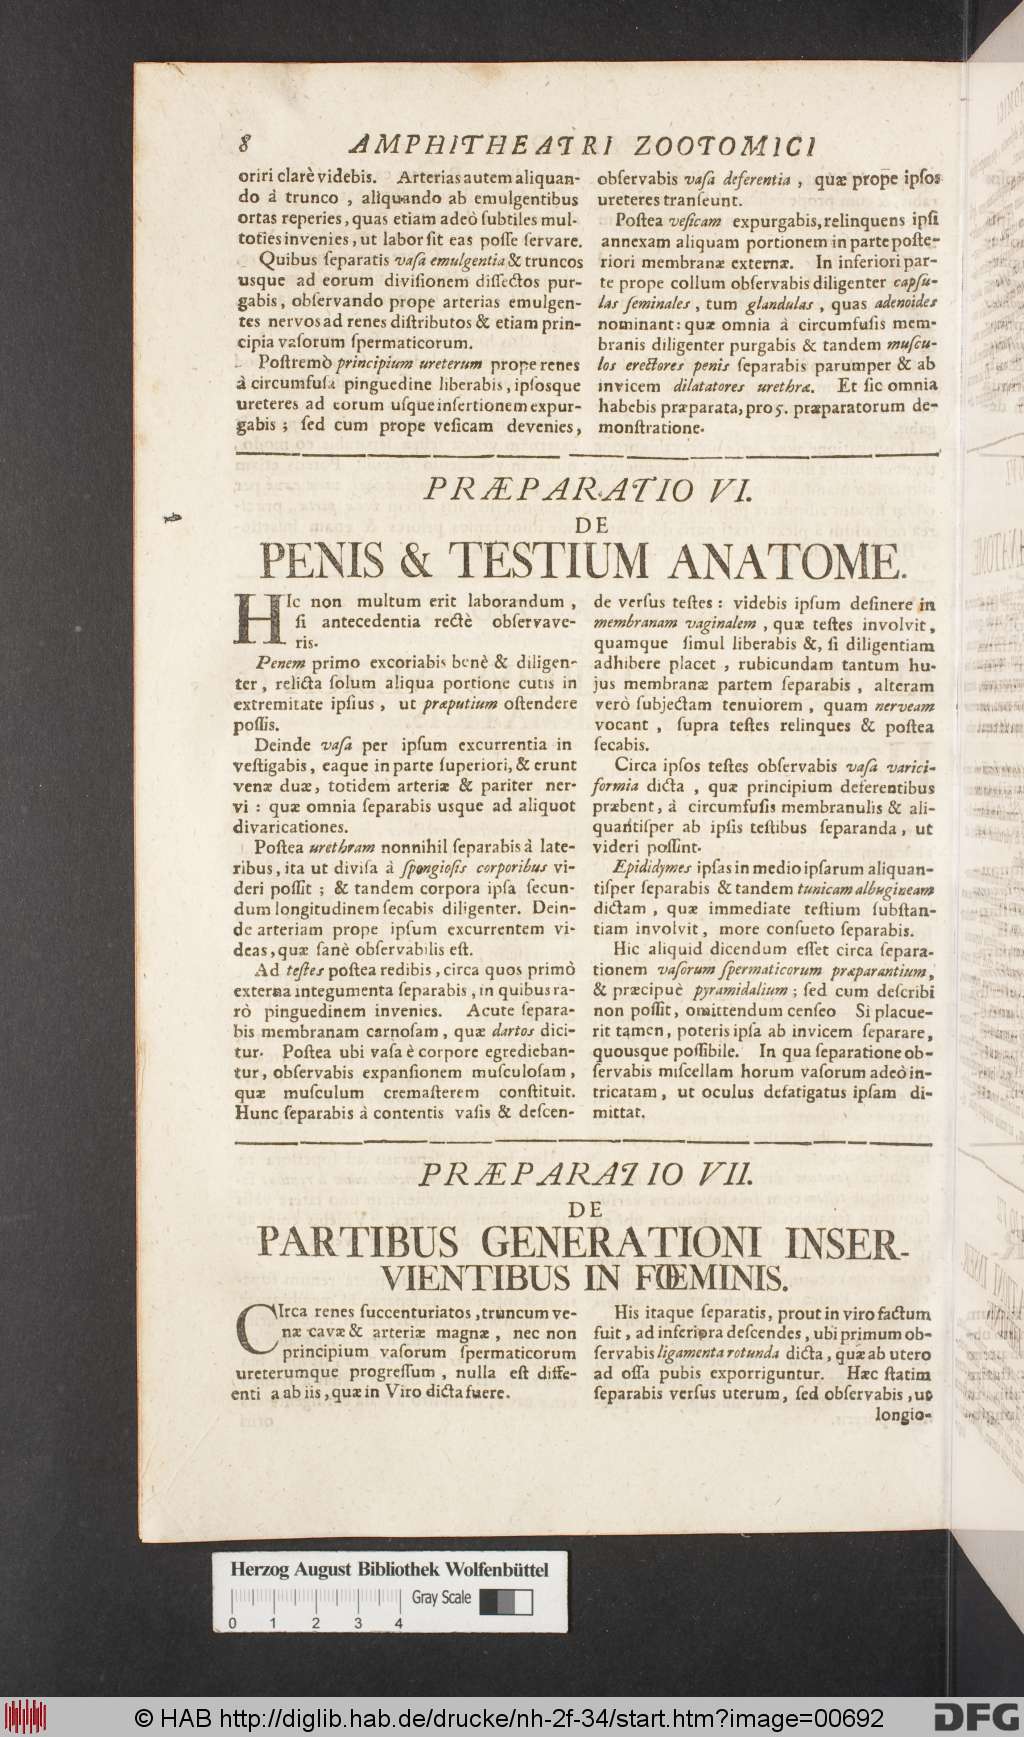 8 AMPHITHEATRI ZOOTOMICI
oriri clarè videbis. Arterias autem aliquan-
do à trunco , aliquando ab emulgentibus
ortas reperies, quas etiam adeò ſubtiles mul-
toties invenies, ut labor ſit eas poſſe ſervare.
Quibus ſeparatis vaſa emulgentia & truncos
usque ad eorum diviſionem diſſectos pur-
gabis, obſervando prope arterias emulgen-
tes nervos ad renes diſtributos & etiam prin-
cipia vaſorum ſpermaticorum.
Poſtremò principium ureterum prope renes
à circumfuſa pinguedine liberabis, ipſosque
ureteres ad eorum uſque inſertionem expur-
gabis ; ſed cum prope veſicam devenies,
obſervabis vaſa deferentia , quæ prope ipſos
ureteres tranſeunt.
Poſtea veſicam expurgabis, relinquens ipſi
annexam aliquam portionem in parte poſte-
riori membranæ externæ. In inferiori par-
te prope collum obſervabis diligenter capſu-
las ſeminales , tum glandulas , quas adenoides
nominant: quæ omnia à circumfuſis mem-
branis diligenter purgabis & tandem muſcu-
los erectores penis ſeparabis parumper & ab
invicem dilatatores urethræ. Et ſic omnia
habebis præparata, pro 5. præparatorum de-
monſtratione.
PRÆPARATIO VI.
DE
PENIS & TESTIUM ANATOME.
HIc non multum erit laborandum ,
ſi antecedentia rectè obſervave-
ris.
Penem primo excoriabis benè & diligen-
ter , relicta ſolum aliqua portione cutis in
extremitate ipſius , ut præputium oſtendere
poſſis.
Deinde vaſa per ipſum excurrentia in
veſtigabis, eaque in parte ſuperiori, & erunt
venæ duæ, totidem arteriæ & pariter ner-
vi : quæ omnia ſeparabis usque ad aliquot
divaricationes.
Poſtea urethram nonnihil ſeparabis à late-
ribus, ita ut diviſa à ſpongioſis corporibus vi-
deri poſſit ; & tandem corpora ipſa ſecun-
dum longitudinem ſecabis diligenter. Dein-
de arteriam prope ipſum excurrentem vi-
deas, quæ ſanè obſervabilis eſt.
Ad teſtes poſtea redibis, circa quos primò
externa integumenta ſeparabis, in quibus ra-
rò pinguedinem invenies. Acute ſepara-
bis membranam carnoſam, quæ dartos dici-
tur. Poſtea ubi vaſa è corpore egredieban-
tur, obſervabis expanſionem muſculoſam,
quæ muſculum cremaſterem conſtituit.
Hunc ſeparabis à contentis vaſis & deſcen-
de verſus teſtes : videbis ipſum deſinere in
membranam vaginalem , quæ teſtes involvit,
quamque ſimul liberabis &, ſi diligentiam
adhibere placet , rubicundam tantum hu-
jus membranæ partem ſeparabis , alteram
verò ſubjectam tenuiorem , quam nerveam
vocant , ſupra teſtes relinques & poſtea
ſecabis.
Circa ipſos teſtes obſervabis vaſa varici-
formia dicta , quæ principium deferentibus
præbent, à circumfuſis membranulis & ali-
quantiſper ab ipſis teſtibus ſeparanda, ut
videri poſſint.
Epididymes ipſas in medio ipſarum aliquan-
tiſper ſeparabis & tandem tunicam albugineam
dictam , quæ immediate teſtium ſubſtan-
tiam involvit, more conſueto ſeparabis.
Hic aliquid dicendum eſſet circa ſepara-
tionem vaſorum ſpermaticorum præparantium,
& præcipuè pyramidalium ; ſed cum deſcribi
non poſſit, omittendum cenſeo Si placue-
rit tamen, poteris ipſa ab invicem ſeparare,
quousque poſſibile. In qua ſeparatione ob-
ſervabis miſcellam horum vaſorum adeò in-
tricatam, ut oculus defatigatus ipſam di-
mittat.
PRÆPARATIO VII.
DE
PARTIBUS GENERATIONI INSER-
VIENTIBUS IN FŒMINIS.
CIrca renes ſuccenturiatos, truncum ve-
næ cavæ & arteriæ magnæ , nec non
principium vaſorum ſpermaticorum
ureterumque progreſſum , nulla eſt diffe-
enti a ab iis, quæ in Viro dicta fuere.
His itaque ſeparatis, prout in viro factum
fuit , ad inferiora deſcendes, ubi primum ob-
ſervabis ligamenta rotunda dicta, quæ ab utero
ad oſſa pubis exporriguntur. Hæc ſtatim
ſeparabis verſus uterum, ſed obſervabis, ut
longio-
Herzog August Bibliothek Wolfenbüttel
Gray Scale
0 1 2 3 4
© HAB http://diglib.hab.de/drucke/nh-2f-34/start.htm?image=00692
DFG